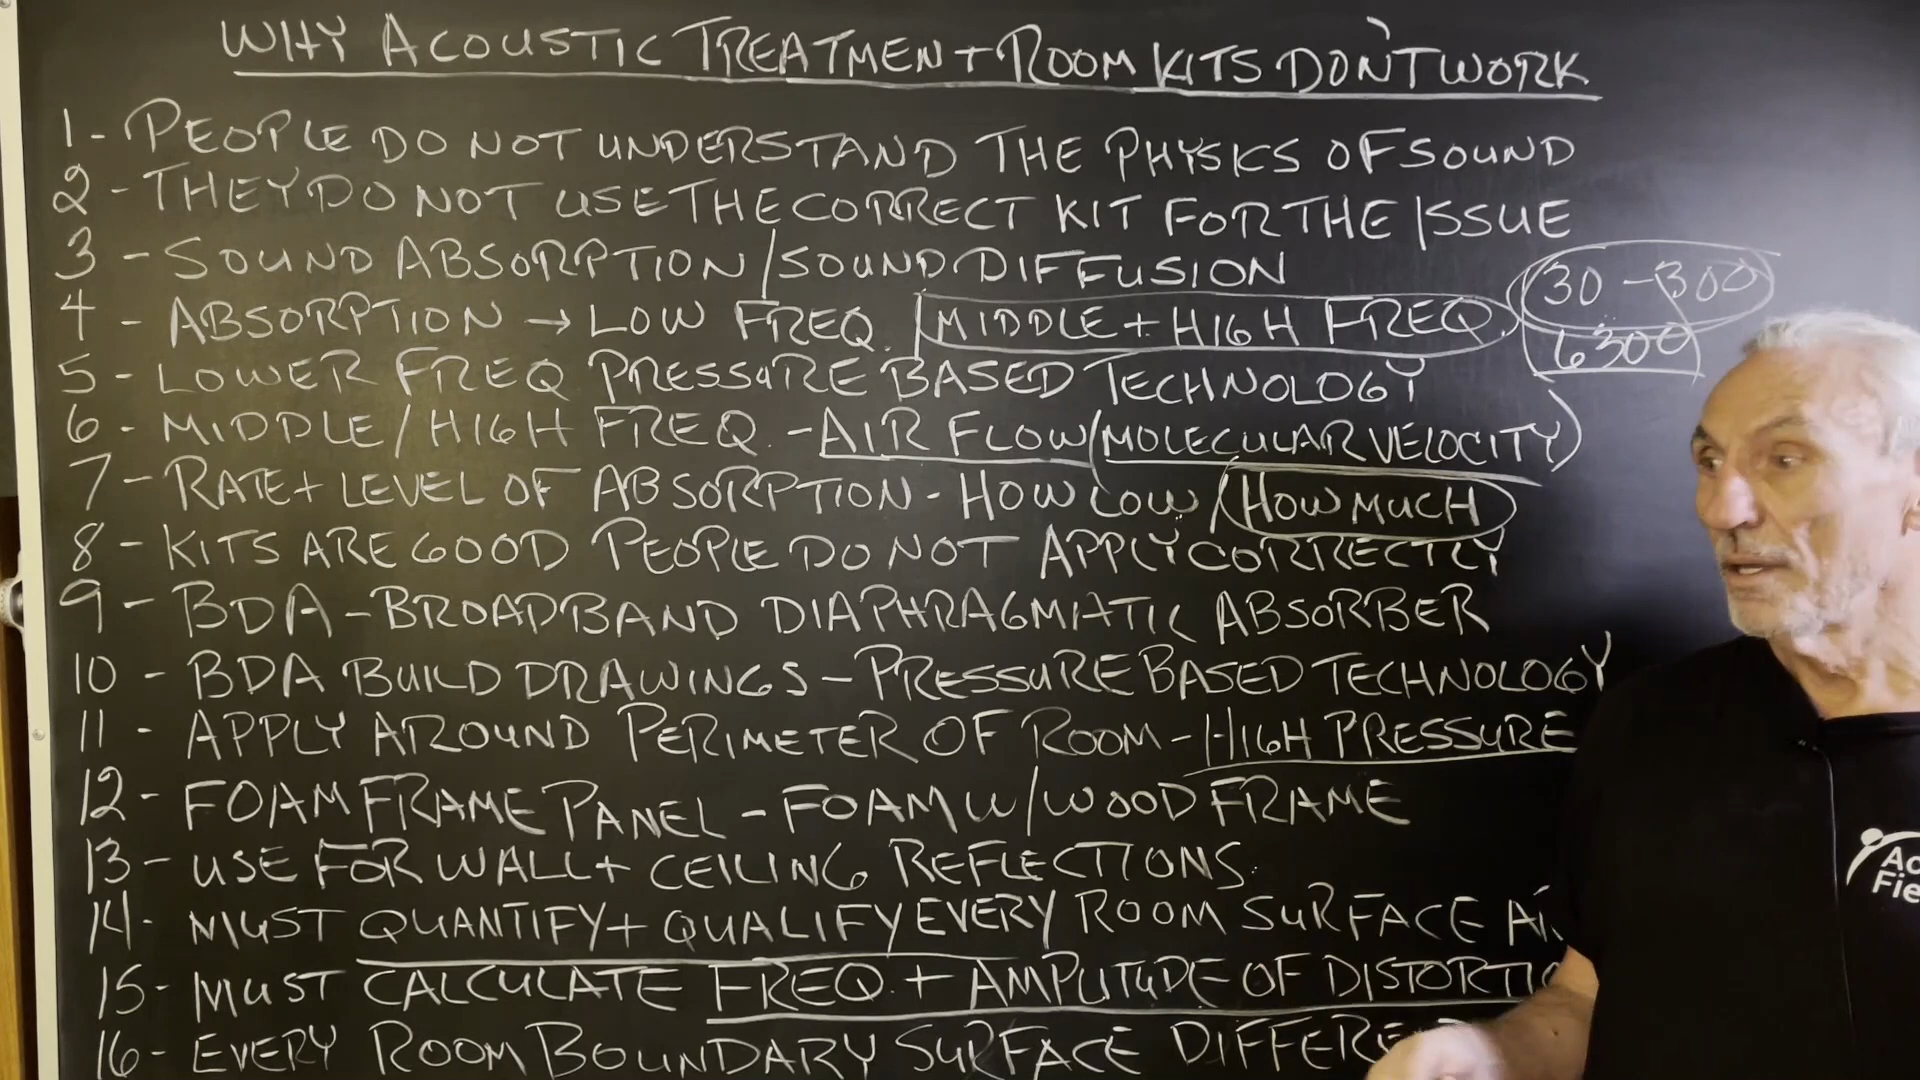 WHY ACOUSTIC TREATMENT + ROOM KITS DON'T WORK
1 - PEOPLE DO NOT UNDERSTAND THE PHYSICS OF SOUND
2 - THEY DO NOT USE THE CORRECT KIT FOR THE ISSUE
3 - SOUND ABSORPTION / SOUND DIFFUSION
30 - 300
4 - ABSORPTION → LOW FREQ. / MIDDLE + HIGH FREQ.
6300
5 - LOWER FREQ PRESSURE BASED TECHNOLOGY
6 - MIDDLE / HIGH FREQ. - AIR FLOW (MOLECULAR VELOCITY)
7 - RATE + LEVEL OF ABSORPTION - HOW LOW / HOW MUCH
8 - KITS ARE GOOD PEOPLE DO NOT APPLY CORRECTLY
9 - BDA - BROADBAND DIAPHRAGMATIC ABSORBER
10 - BDA BUILD DRAWINGS - PRESSURE BASED TECHNOLOGY
11 - APPLY AROUND PERIMETER OF ROOM - HIGH PRESSURE
12 - FOAM FRAME PANEL - FOAM W/WOOD FRAME
13 - USE FOR WALL + CEILING REFLECTIONS
14 - MUST QUANTIFY + QUALIFY EVERY ROOM SURFACE
15 - MUST CALCULATE FREQ. + AMPLITUDE OF DISTORTIO
16 - EVERY ROOM BOUNDARY SURFACE DIFFERE
Ac
Fie